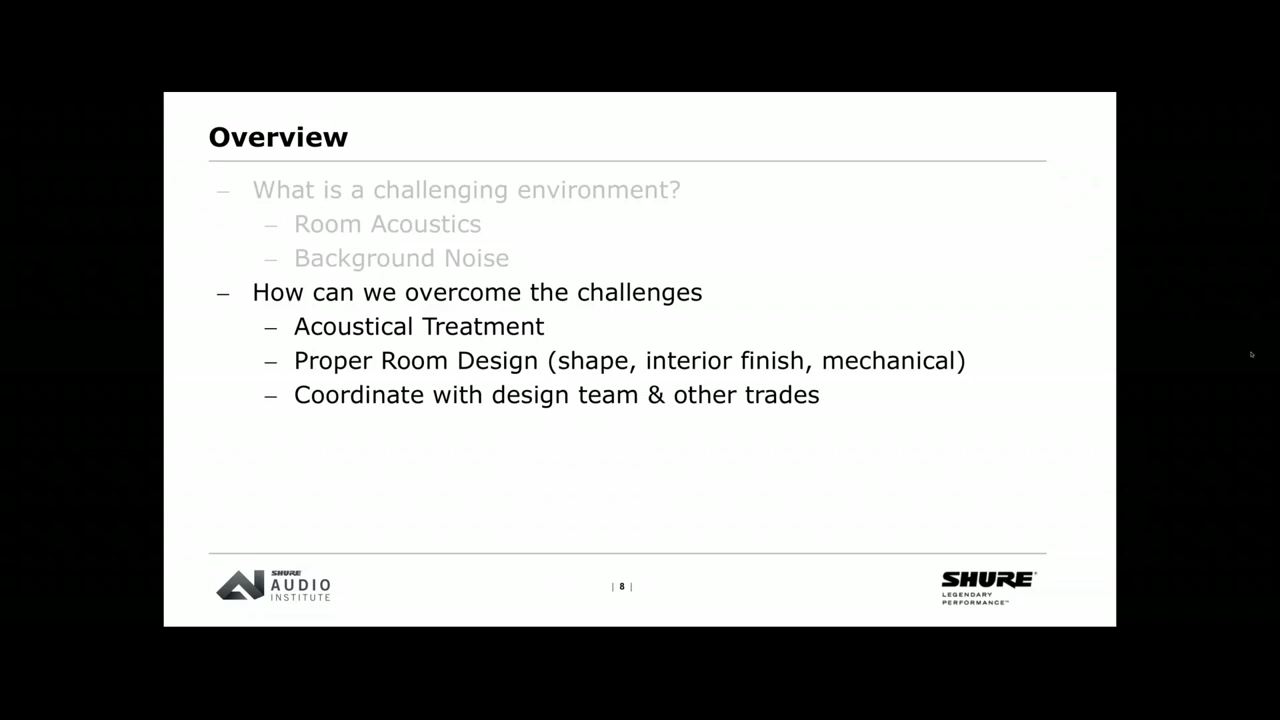 Overview
– What is a challenging environment?
– Room Acoustics
– Background Noise
– How can we overcome the challenges
– Acoustical Treatment
– Proper Room Design (shape, interior finish, mechanical)
– Coordinate with design team & other trades
SHURE
AUDIO
INSTITUTE
| 8 |
SHURE®
LEGENDARY
PERFORMANCE™